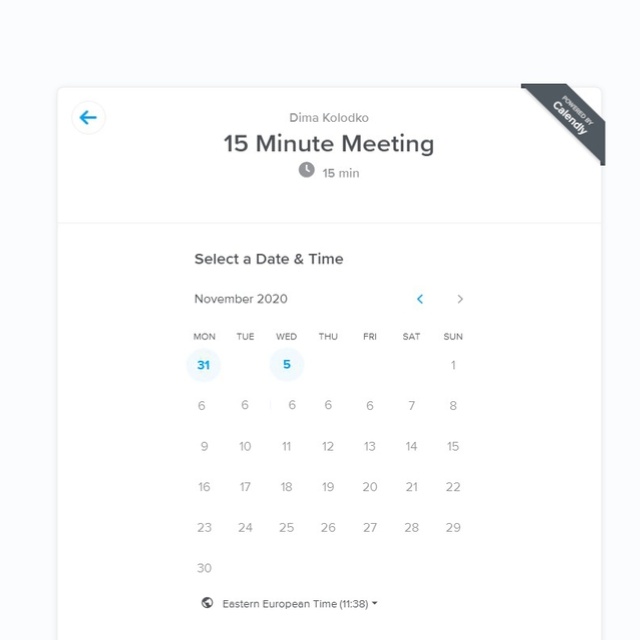 POWERED BY
Calendly
Dima Kolodko
15 Minute Meeting
15 min
Select a Date & Time
November 2020
MON TUE WED THU FRI SAT SUN
31 5 1
6 6 6 6 6 7 8
9 10 11 12 13 14 15
16 17 18 19 20 21 22
23 24 25 26 27 28 29
30
Eastern European Time (11:38)